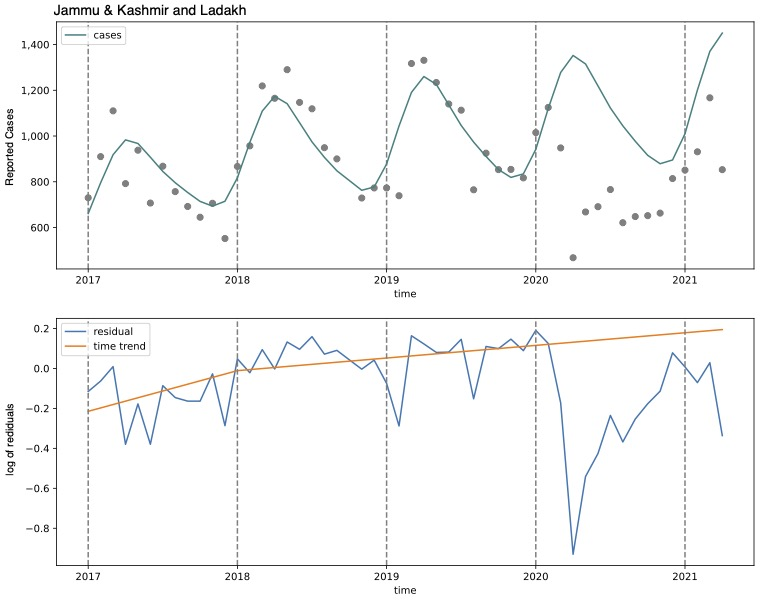 Jammu & Kashmir and Ladakh
cases
1,400
1,200
1,000
800
600
Reported Cases
2017 2018 2019 2020 2021
time
residual
time trend
0.2
0.0
−0.2
−0.4
−0.6
−0.8
log of rediduals
2017 2018 2019 2020 2021
time